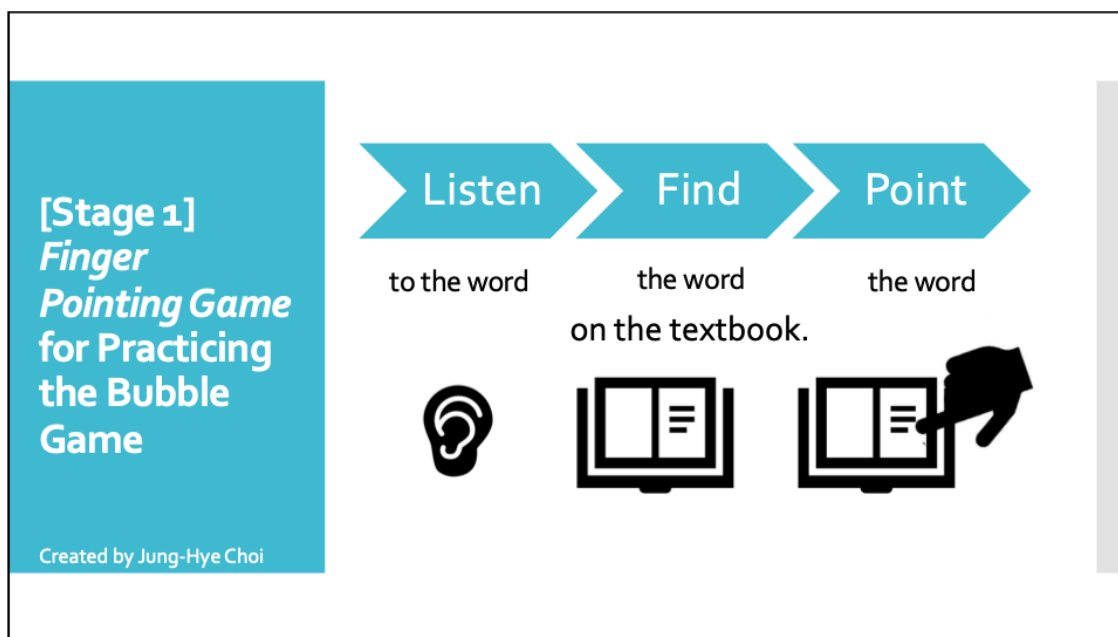 [Stage 1]
Finger
Pointing Game
for Practicing
the Bubble
Game
Created by Jung-Hye Choi
Listen
Find
Point
to the word
the word
the word
on the textbook.